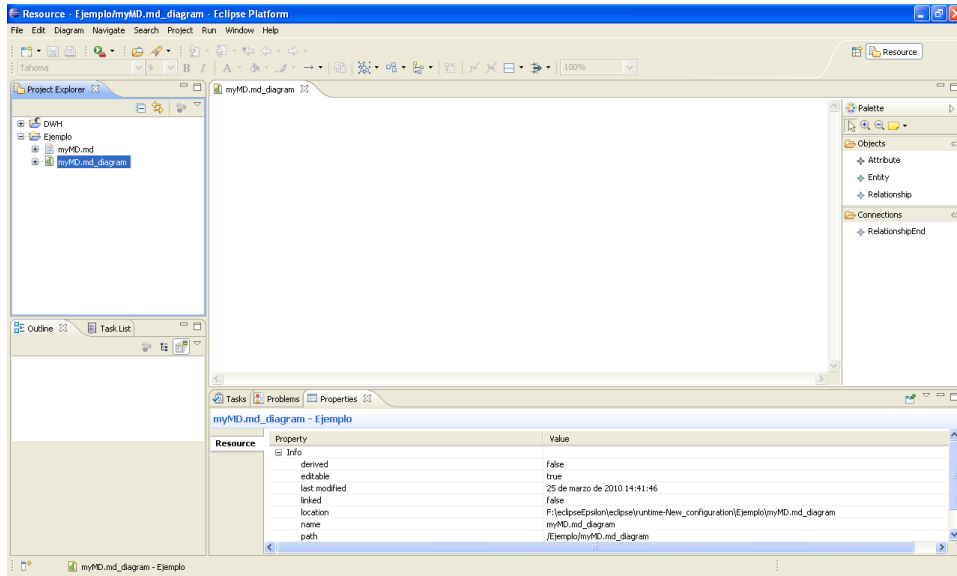 Resource - Ejemplo/myMD.md_diagram - Eclipse Platform
File Edit Diagram Navigate Search Project Run Window Help
Resource
Tahoma 9 B I A 100%
Project Explorer
myMD.md_diagram
DWH
Ejemplo
myMD.md
myMD.md_diagram
Palette
Objects
Attribute
Entity
Relationship
Connections
RelationshipEnd
Outline Task List
Tasks Problems Properties
myMD.md_diagram - Ejemplo
Resource
Property Value
Info
derived false
editable true
last modified 25 de marzo de 2010 14:41:46
linked false
location F:\eclipseEpsilon\eclipse\runtime-New_configuration\Ejemplo\myMD.md_diagram
name myMD.md_diagram
path /Ejemplo/myMD.md_diagram
myMD.md_diagram - Ejemplo